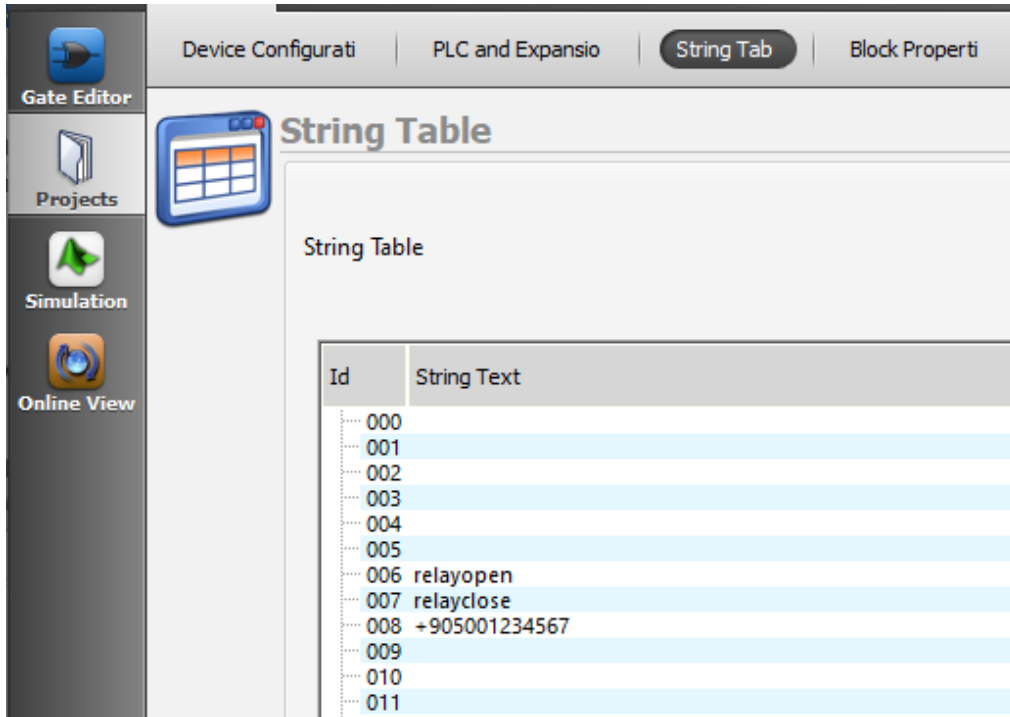 Device Configurati PLC and Expansio String Tab Block Properti
Gate Editor
Projects
Simulation
Online View
String Table
String Table
Id String Text
000
001
002
003
004
005
006 relayopen
007 relayclose
008 +905001234567
009
010
011